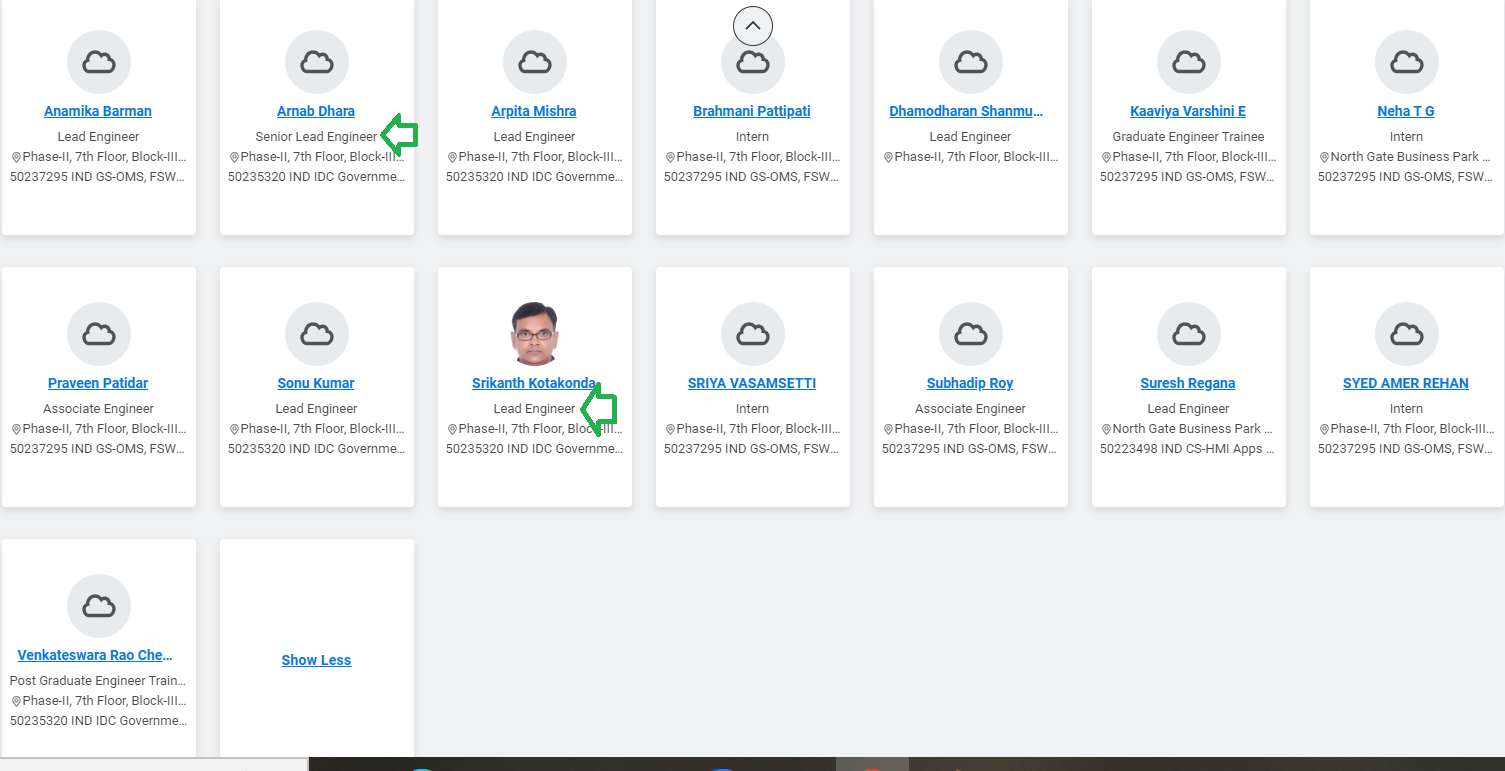 Anamika Barman
Lead Engineer
Phase-II, 7th Floor, Block-III...
50237295 IND GS-OMS, FSW...
Arnab Dhara
Senior Lead Engineer
Phase-II, 7th Floor, Block-III...
50235320 IND IDC Governme...
Arpita Mishra
Lead Engineer
Phase-II, 7th Floor, Block-III...
50235320 IND IDC Governme...
Brahmani Pattipati
Intern
Phase-II, 7th Floor, Block-III...
50237295 IND GS-OMS, FSW...
Dhamodharan Shanmu...
Lead Engineer
Phase-II, 7th Floor, Block-III...
Kaaviya Varshini E
Graduate Engineer Trainee
Phase-II, 7th Floor, Block-III...
50237295 IND GS-OMS, FSW...
Neha T G
Intern
North Gate Business Park ...
50237295 IND GS-OMS, FSW...
Praveen Patidar
Associate Engineer
Phase-II, 7th Floor, Block-III...
50237295 IND GS-OMS, FSW...
Sonu Kumar
Lead Engineer
Phase-II, 7th Floor, Block-III...
50235320 IND IDC Governme...
Srikanth Kotakonda
Lead Engineer
Phase-II, 7th Floor, Block-III...
50235320 IND IDC Governme...
SRIYA VASAMSETTI
Intern
Phase-II, 7th Floor, Block-III...
50237295 IND GS-OMS, FSW...
Subhadip Roy
Associate Engineer
Phase-II, 7th Floor, Block-III...
50237295 IND GS-OMS, FSW...
Suresh Regana
Lead Engineer
North Gate Business Park ...
50223498 IND CS-HMI Apps ...
SYED AMER REHAN
Intern
Phase-II, 7th Floor, Block-III...
50237295 IND GS-OMS, FSW...
Venkateswara Rao Che...
Post Graduate Engineer Train...
Phase-II, 7th Floor, Block-III...
50235320 IND IDC Governme...
Show Less